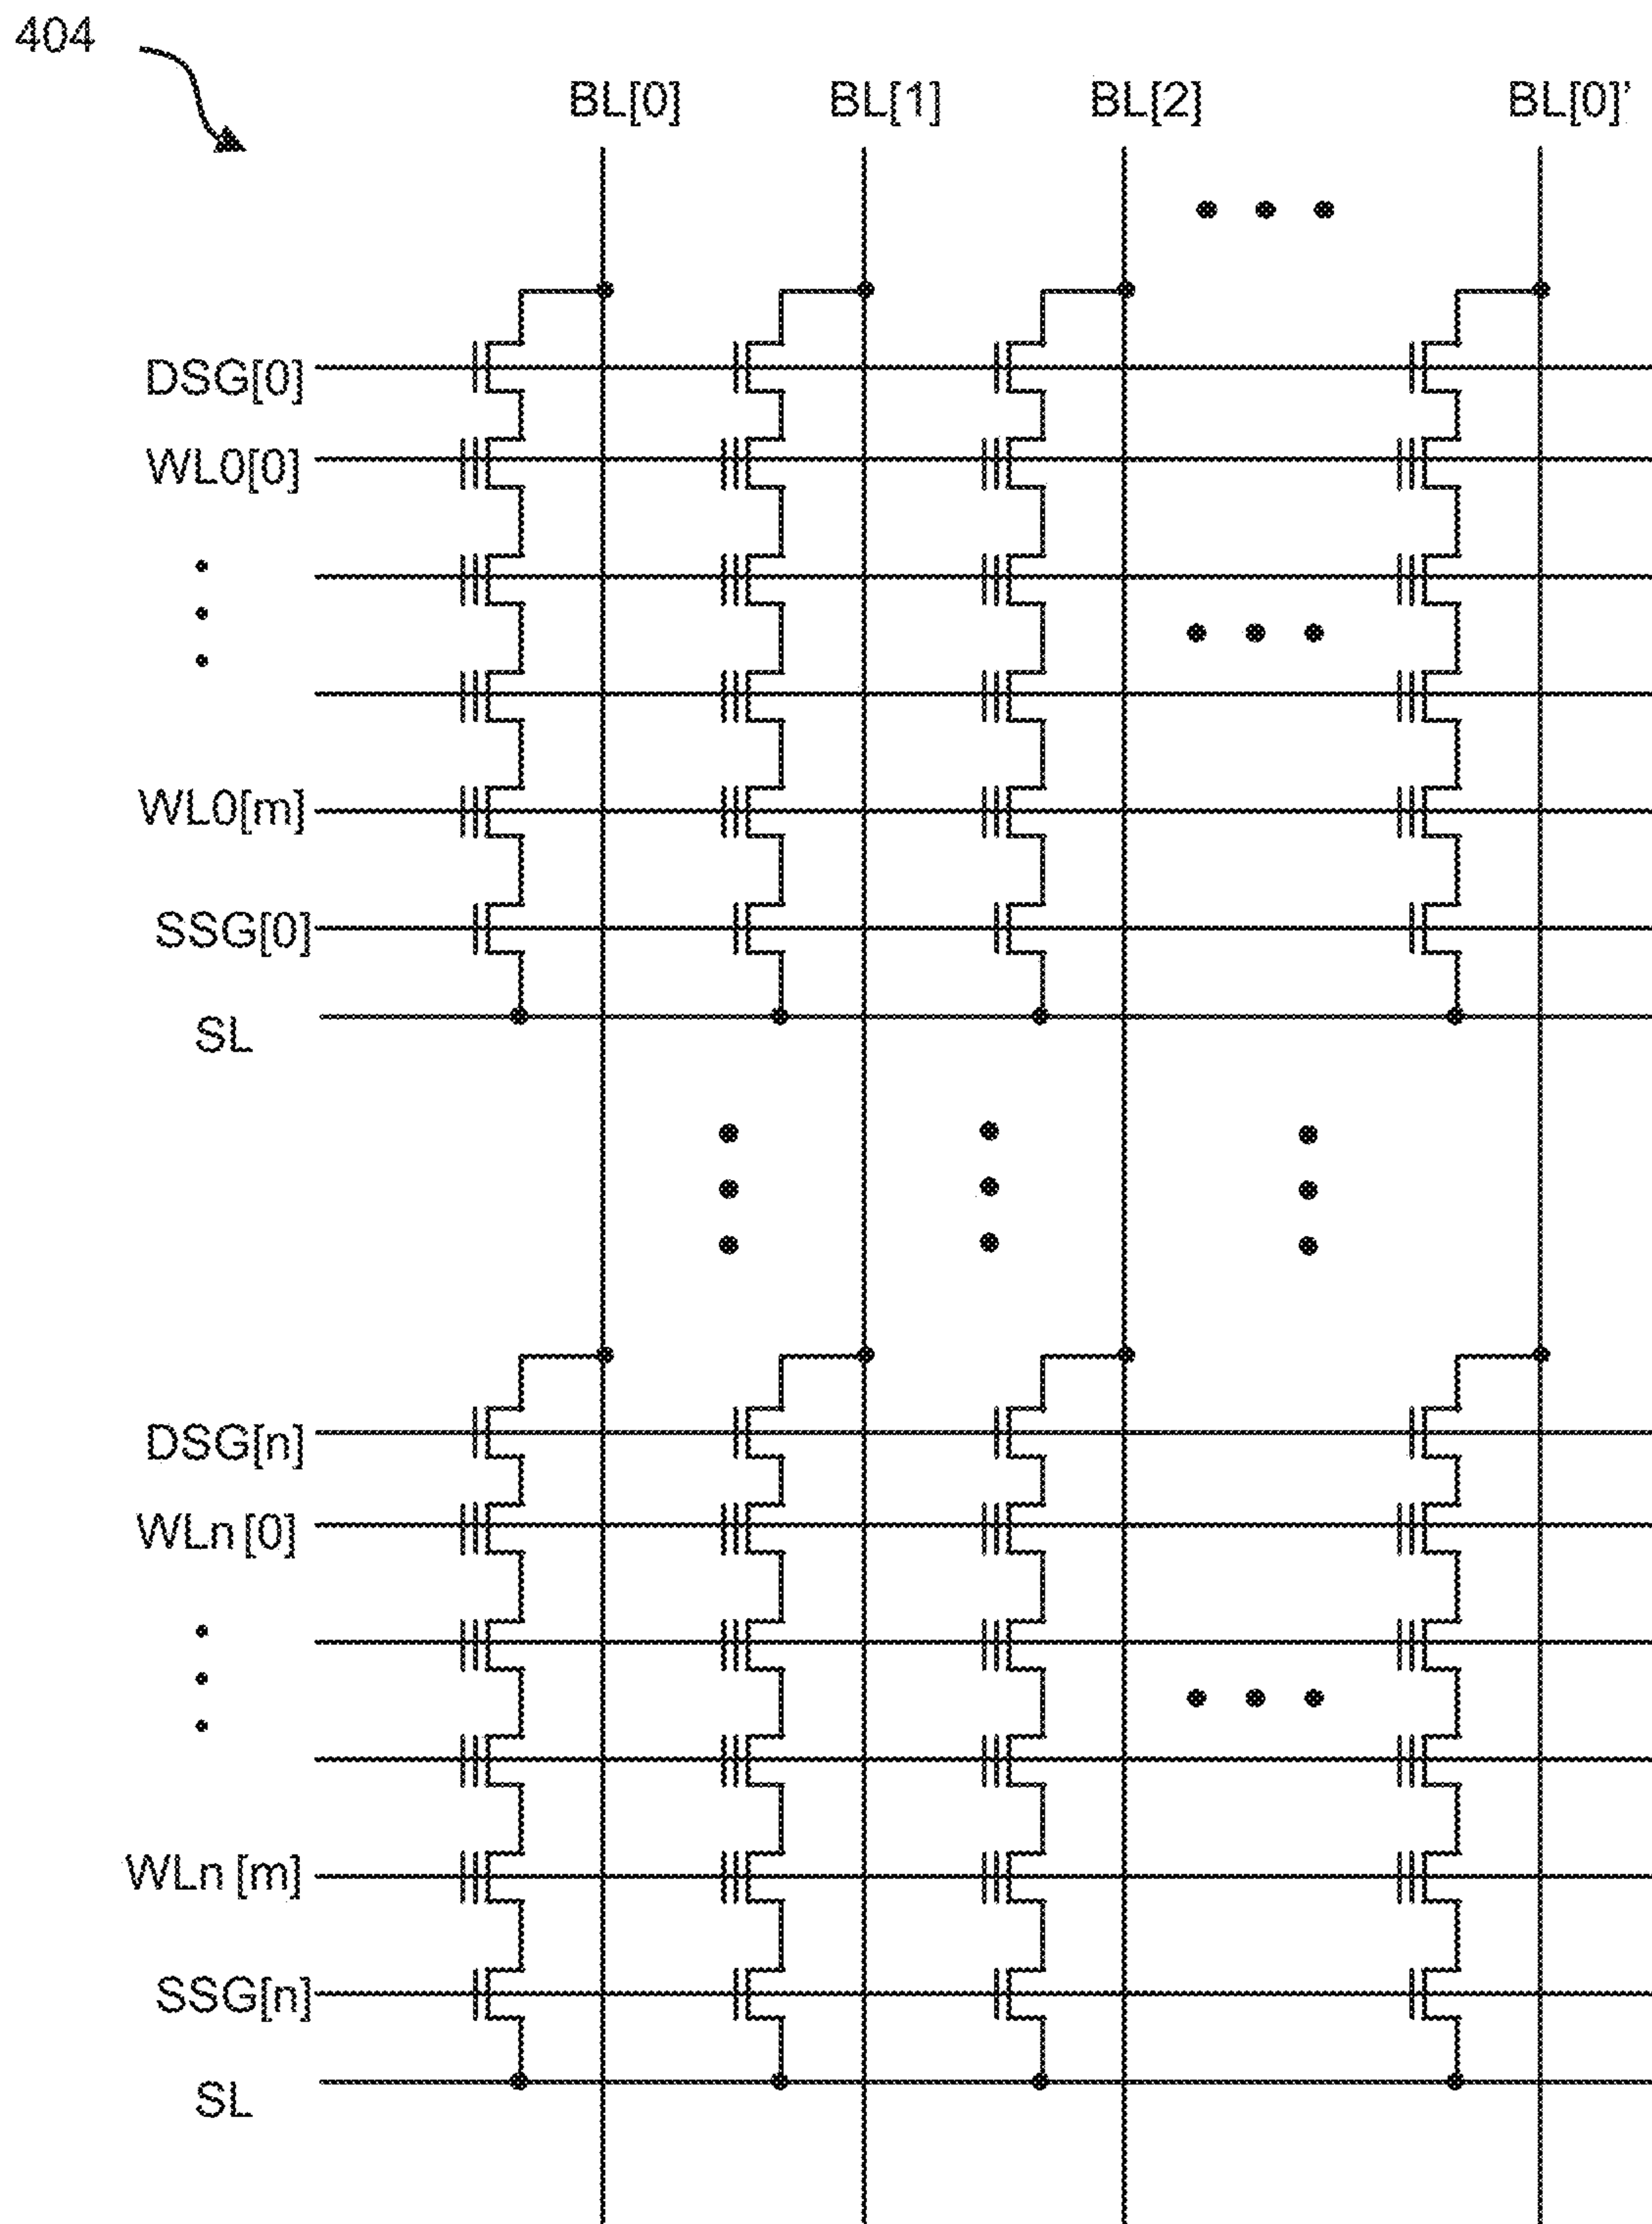 404
BL[0] BL[1] BL[2] BL[0]'
DSG[0]
WL0[0]
WL0[m]
SSG[0]
SL
DSG[n]
WLn [0]
WLn [m]
SSG[n]
SL